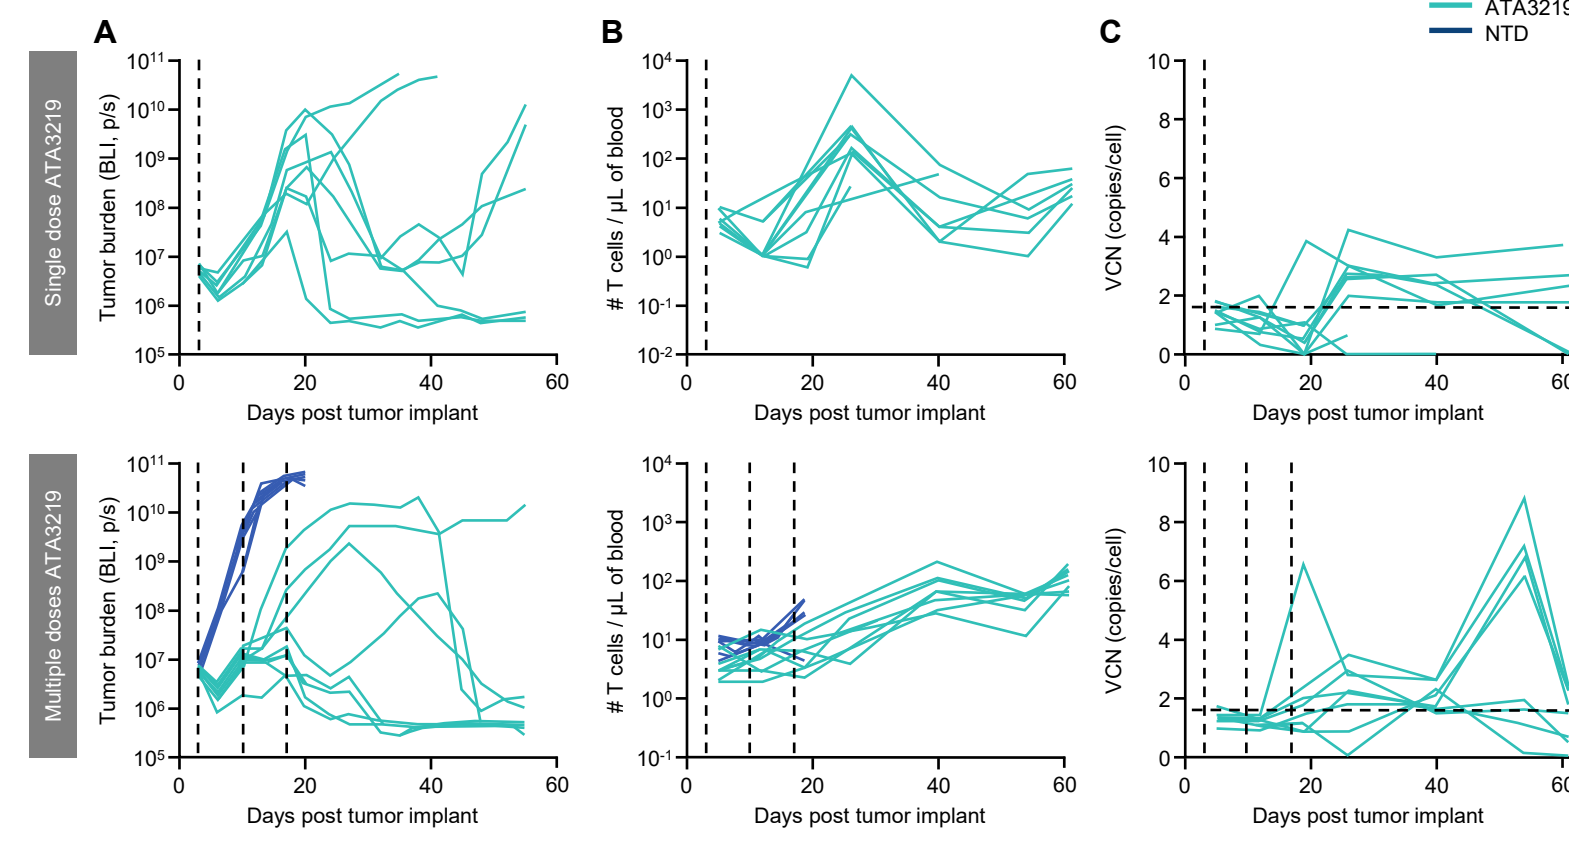 ATA3219
NTD
A
B
C
Single dose ATA3219
Tumor burden (BLI, p/s)
10¹¹
10¹⁰
10⁹
10⁸
10⁷
10⁶
10⁵
0 20 40 60
Days post tumor implant
# T cells / µL of blood
10⁴
10³
10²
10¹
10⁰
10⁻¹
10⁻²
0 20 40 60
Days post tumor implant
VCN (copies/cell)
10
8
6
4
2
0
0 20 40 60
Days post tumor implant
Multiple doses ATA3219
Tumor burden (BLI, p/s)
10¹¹
10¹⁰
10⁹
10⁸
10⁷
10⁶
10⁵
0 20 40 60
Days post tumor implant
# T cells / µL of blood
10⁴
10³
10²
10¹
10⁰
10⁻¹
0 20 40 60
Days post tumor implant
VCN (copies/cell)
10
8
6
4
2
0
0 20 40 60
Days post tumor implant